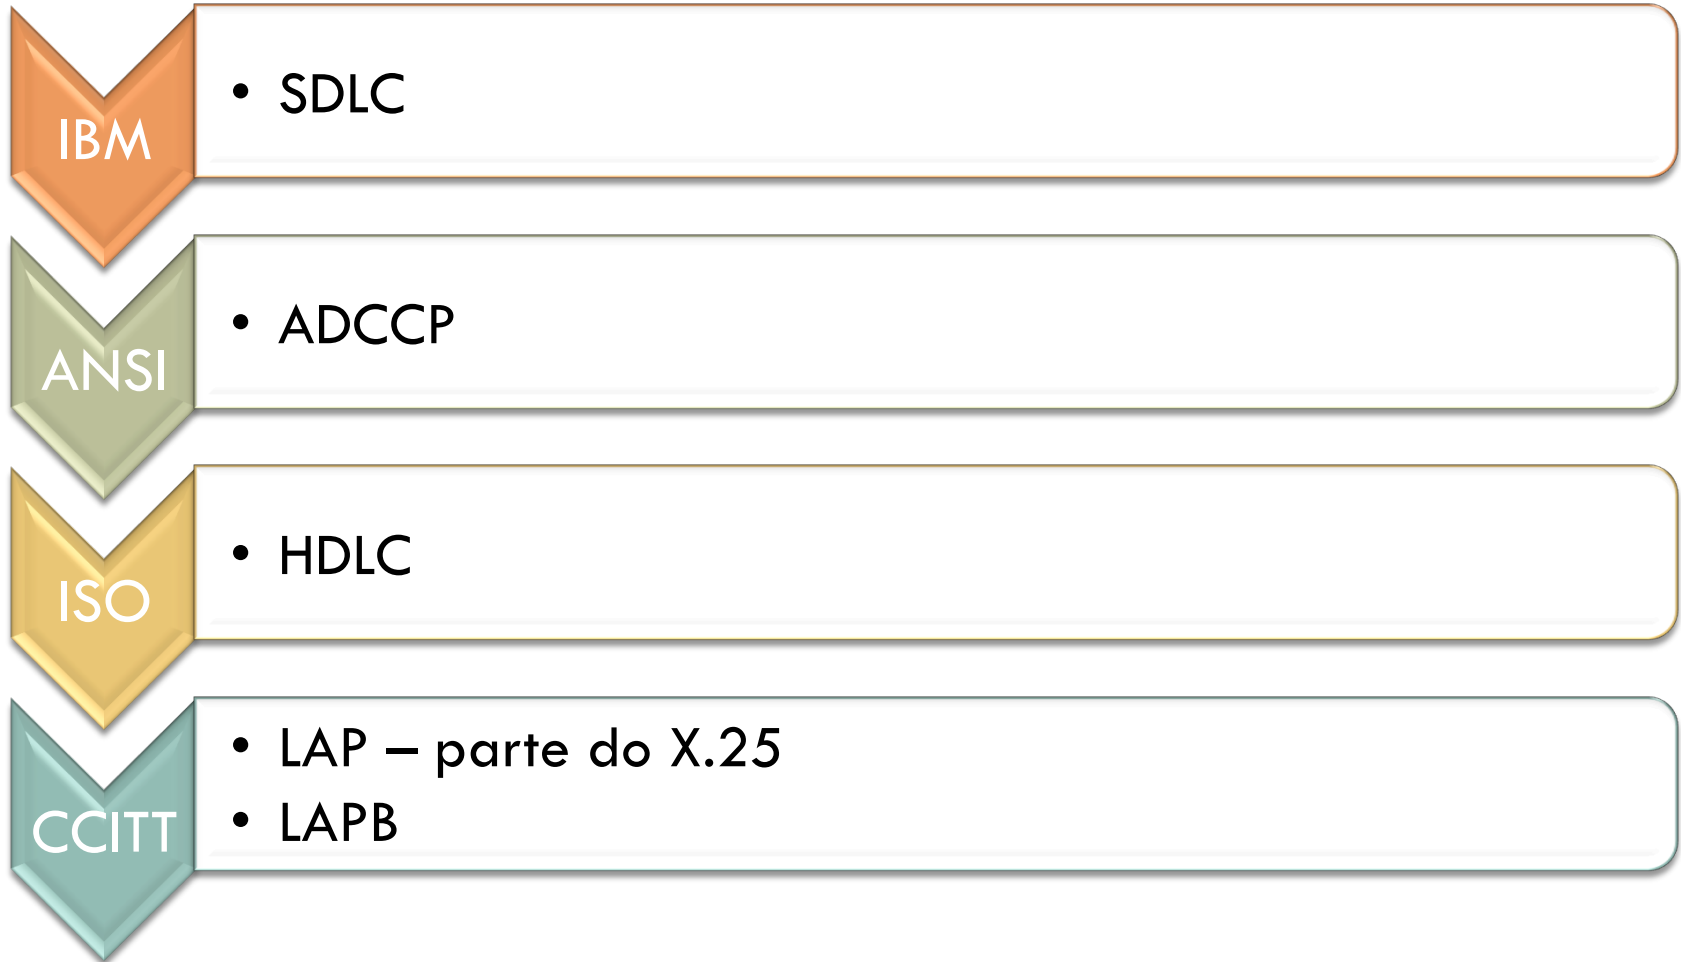 IBM
• SDLC
ANSI
• ADCCP
ISO
• HDLC
CCITT
• LAP – parte do X.25
• LAPB